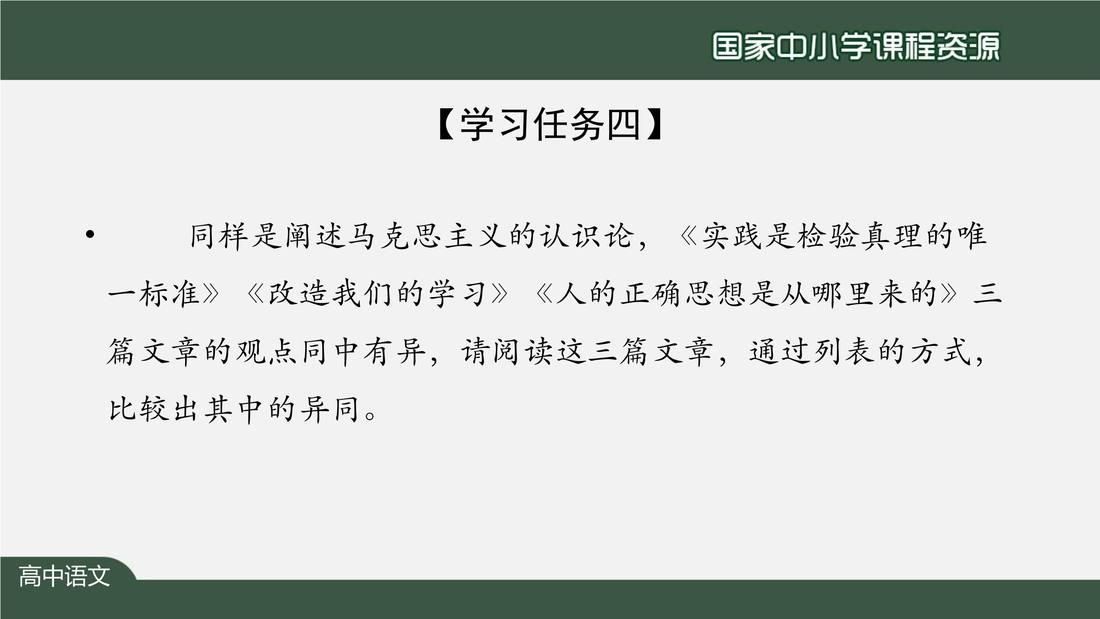 国家中小学课程资源
【学习任务四】
• 同样是阐述马克思主义的认识论，《实践是检验真理的唯
一标准》《改造我们的学习》《人的正确思想是从哪里来的》三
篇文章的观点同中有异，请阅读这三篇文章，通过列表的方式，
比较出其中的异同。
高中语文